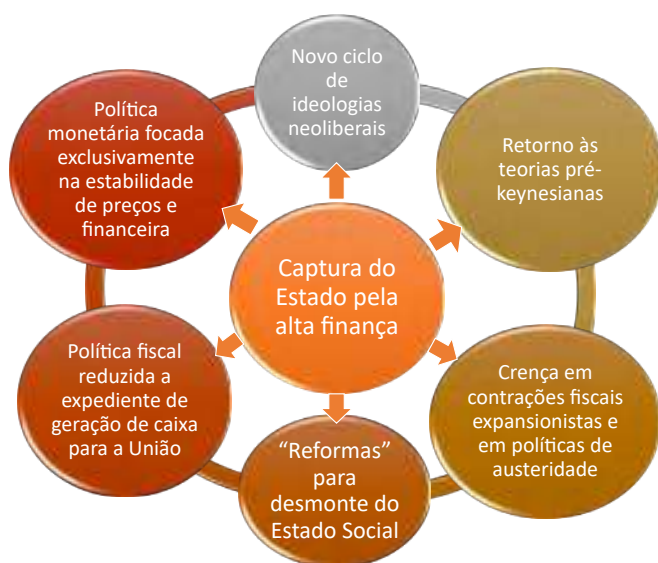 Novo ciclo
de
ideologias
neoliberais
Retorno às
teorias pré-
keynesianas
Crença em
contrações fiscais
expansionistas e
em políticas de
austeridade
“Reformas”
para
desmonte do
Estado Social
Política fiscal
reduzida a
expediente de
geração de caixa
para a União
Política
monetária focada
exclusivamente
na estabilidade
de preços e
financeira
Captura do
Estado pela
alta finança